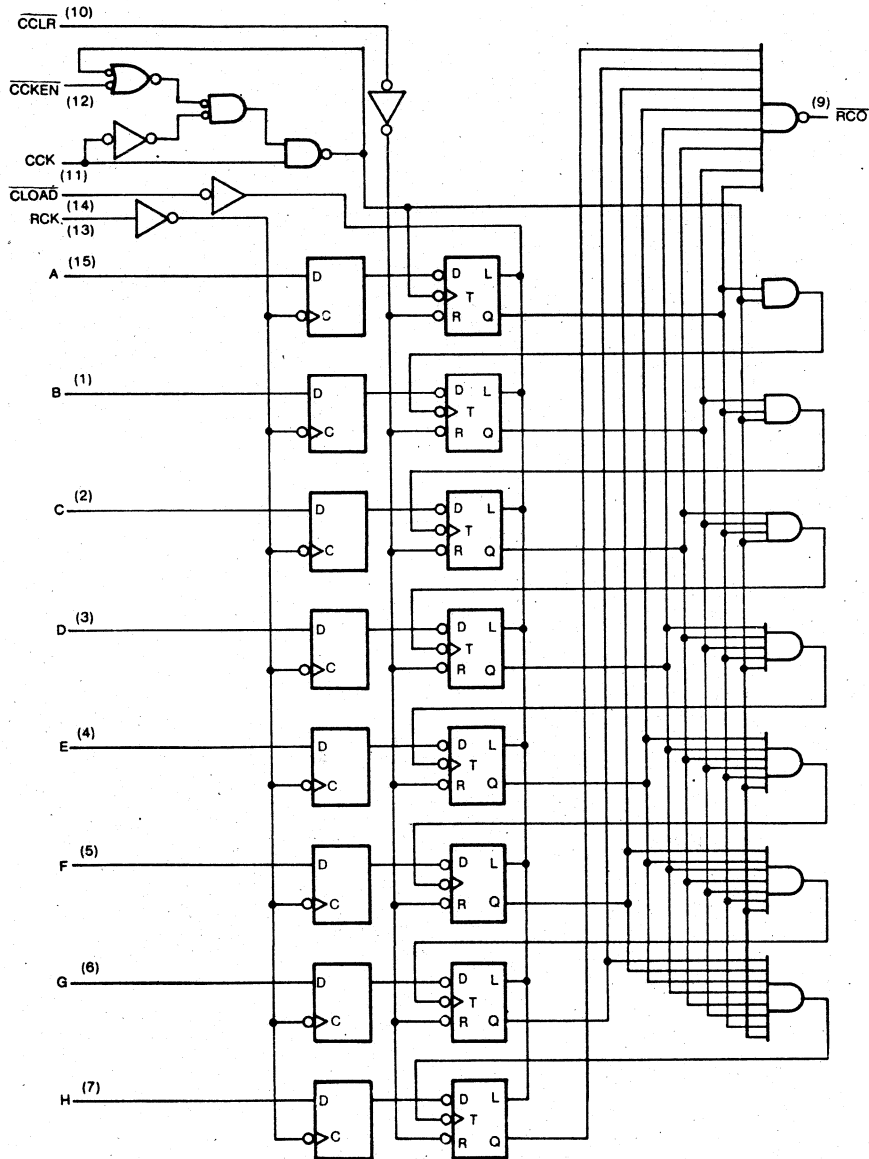 CCLR (10)
CCKEN (12)
(9) RCO
CCK (11)
CLOAD (14)
RCK (13)
A (15) D C D L T R Q
B (1) D C D L T R Q
C (2) D C D L T R Q
D (3) D C D L T R Q
E (4) D C D L T R Q
F (5) D C D L R Q
G (6) D C D L T R Q
H (7) D C D L T R Q